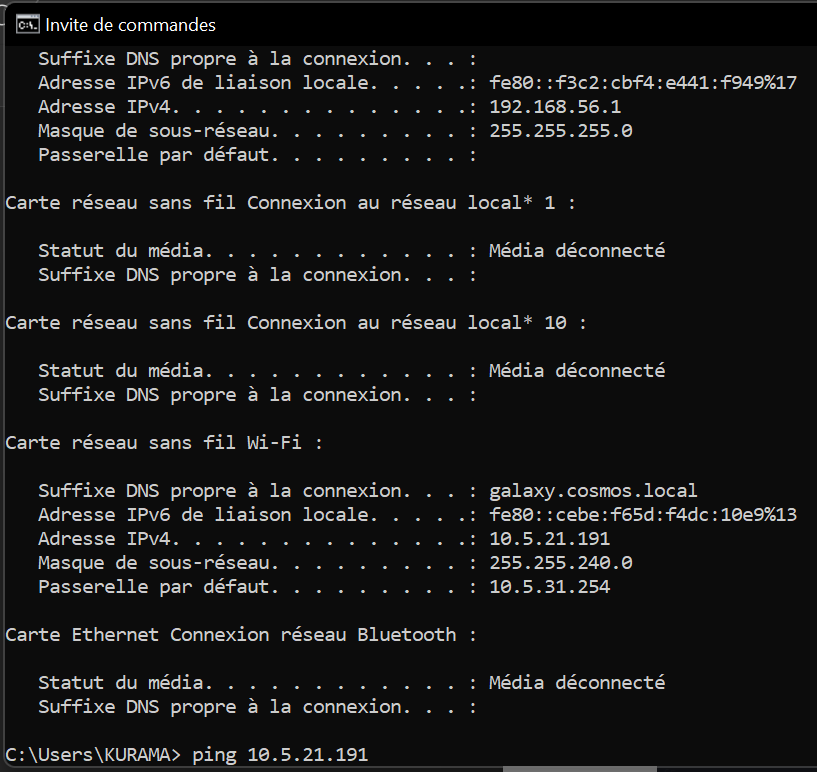 Invite de commandes
Suffixe DNS propre à la connexion. . . :
Adresse IPv6 de liaison locale. . . . .: fe80::f3c2:cbf4:e441:f949%17
Adresse IPv4. . . . . . . . . . . . . .: 192.168.56.1
Masque de sous-réseau. . . . . . . . . : 255.255.255.0
Passerelle par défaut. . . . . . . . . :
Carte réseau sans fil Connexion au réseau local* 1 :
Statut du média. . . . . . . . . . . . : Média déconnecté
Suffixe DNS propre à la connexion. . . :
Carte réseau sans fil Connexion au réseau local* 10 :
Statut du média. . . . . . . . . . . . : Média déconnecté
Suffixe DNS propre à la connexion. . . :
Carte réseau sans fil Wi-Fi :
Suffixe DNS propre à la connexion. . . : galaxy.cosmos.local
Adresse IPv6 de liaison locale. . . . .: fe80::cebe:f65d:f4dc:10e9%13
Adresse IPv4. . . . . . . . . . . . . .: 10.5.21.191
Masque de sous-réseau. . . . . . . . . : 255.255.240.0
Passerelle par défaut. . . . . . . . . : 10.5.31.254
Carte Ethernet Connexion réseau Bluetooth :
Statut du média. . . . . . . . . . . . : Média déconnecté
Suffixe DNS propre à la connexion. . . :
C:\Users\KURAMA> ping 10.5.21.191